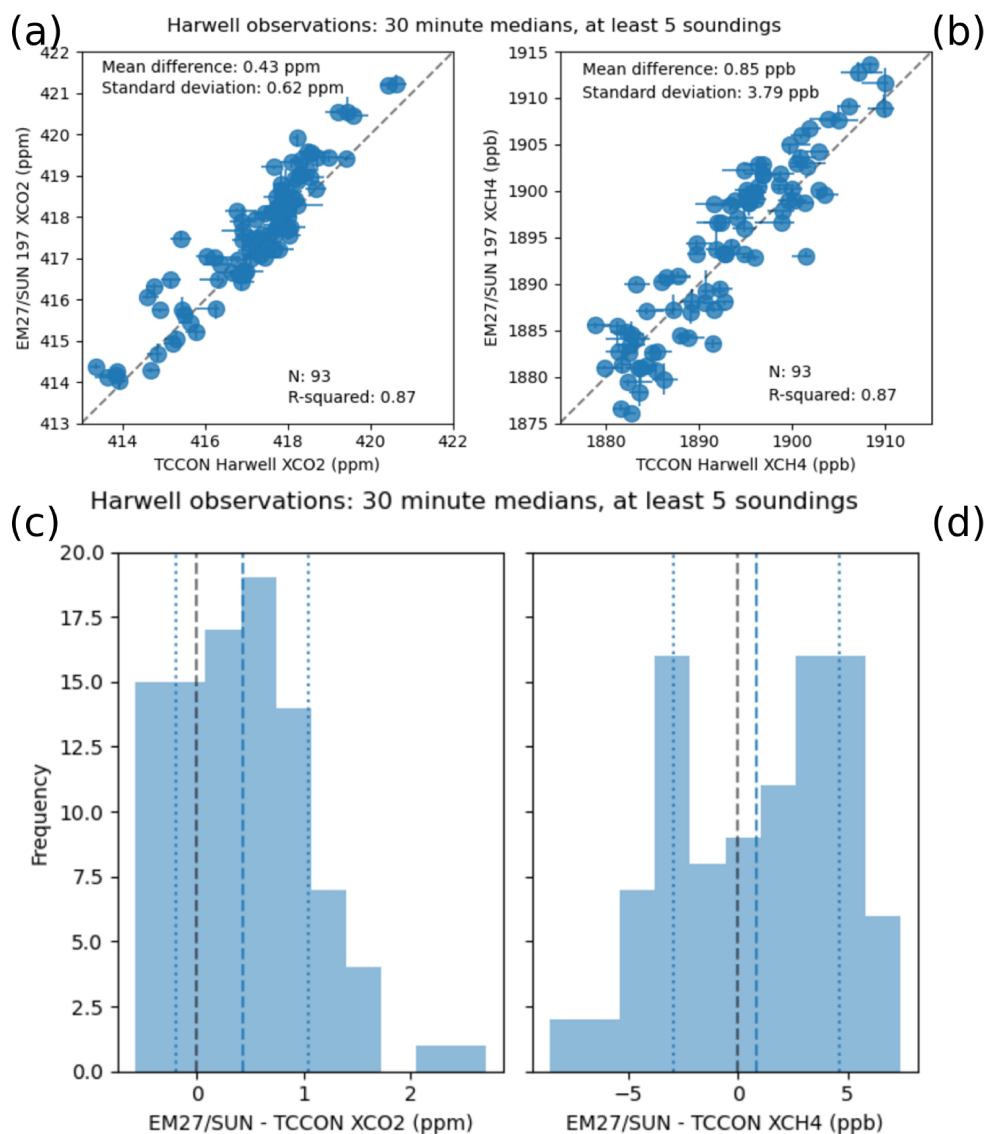 Harwell observations: 30 minute medians, at least 5 soundings
(a)
(b)
422
421
420
419
418
417
416
415
414
413
EM27/SUN 197 XCO2 (ppm)
Mean difference: 0.43 ppm
Standard deviation: 0.62 ppm
N: 93
R-squared: 0.87
414
416
418
420
422
TCCON Harwell XCO2 (ppm)
1915
1910
1905
1900
1895
1890
1885
1880
1875
EM27/SUN 197 XCH4 (ppb)
Mean difference: 0.85 ppb
Standard deviation: 3.79 ppb
N: 93
R-squared: 0.87
1880
1890
1900
1910
TCCON Harwell XCH4 (ppb)
Harwell observations: 30 minute medians, at least 5 soundings
(c)
(d)
20.0
17.5
15.0
12.5
10.0
7.5
5.0
2.5
0.0
Frequency
0
1
2
EM27/SUN - TCCON XCO2 (ppm)
−5
0
5
EM27/SUN - TCCON XCH4 (ppb)